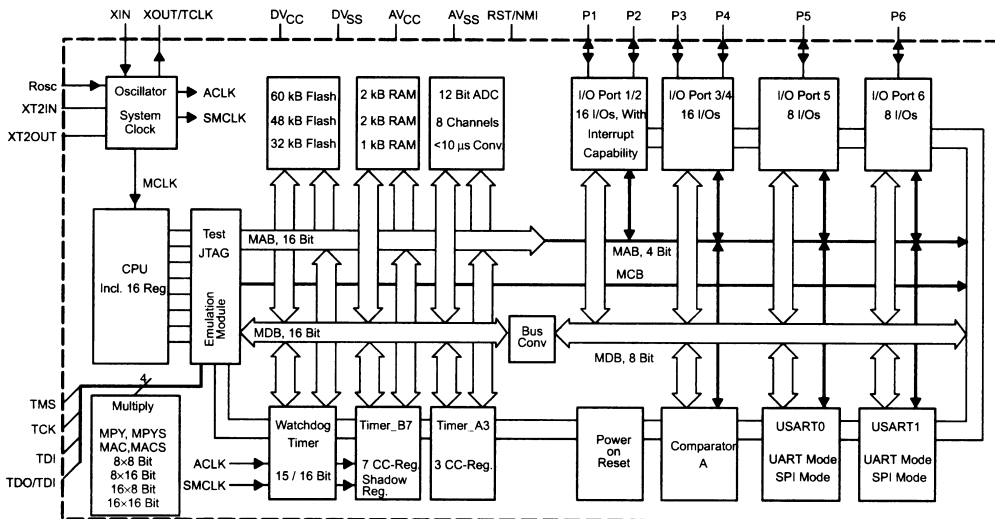 XIN XOUT/TCLK DVCC DVSS AVCC AVSS RST/NMI P1 P2 P3 P4 P5 P6
Rosc
XT2IN
XT2OUT
Oscillator
System
Clock
ACLK
SMCLK
60 kB Flash
48 kB Flash
32 kB Flash
2 kB RAM
2 kB RAM
1 kB RAM
12 Bit ADC
8 Channels
<10 µs Conv.
I/O Port 1/2
16 I/Os, With
Interrupt
Capability
I/O Port 3/4
16 I/Os
I/O Port 5
8 I/Os
I/O Port 6
8 I/Os
MCLK
CPU
Incl. 16 Reg.
Test
JTAG
Emulation
Module
MAB, 16 Bit
MAB, 4 Bit
MCB
MDB, 16 Bit
Bus
Conv
MDB, 8 Bit
4
TMS
TCK
TDI
TDO/TDI
Multiply
MPY, MPYS
MAC,MACS
8×8 Bit
8×16 Bit
16×8 Bit
16×16 Bit
ACLK
SMCLK
Watchdog
Timer
15 / 16 Bit
Timer_B7
7 CC-Reg.
Shadow
Reg.
Timer_A3
3 CC-Reg.
Power
on
Reset
Comparator
A
USART0
UART Mode
SPI Mode
USART1
UART Mode
SPI Mode